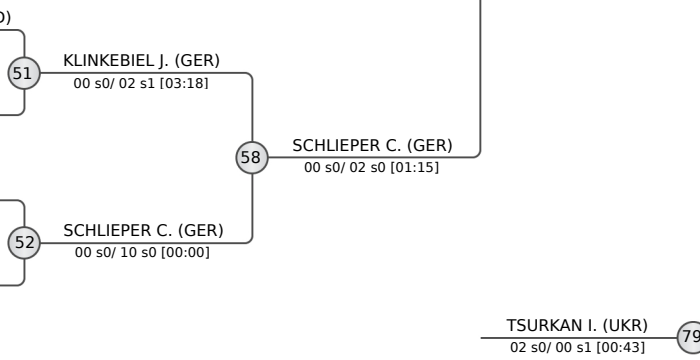 )
KLINKEBIEL J. (GER)
51
00 s0/ 02 s1 [03:18]
SCHLIEPER C. (GER)
58
00 s0/ 02 s0 [01:15]
SCHLIEPER C. (GER)
52
00 s0/ 10 s0 [00:00]
TSURKAN I. (UKR)
79
02 s0/ 00 s1 [00:43]